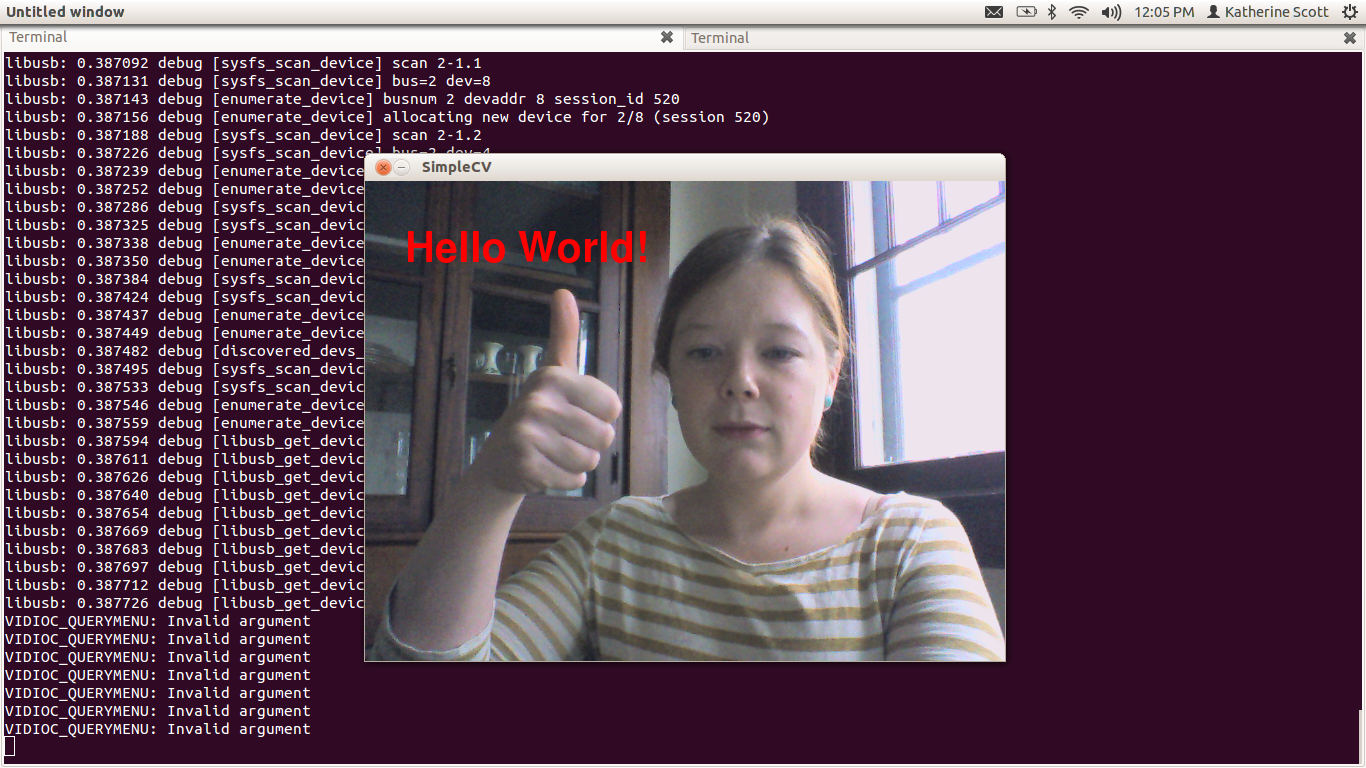 Untitled window 12:05 PM Katherine Scott
Terminal Terminal
libusb: 0.387092 debug [sysfs_scan_device] scan 2-1.1
libusb: 0.387131 debug [sysfs_scan_device] bus=2 dev=8
libusb: 0.387143 debug [enumerate_device] busnum 2 devaddr 8 session_id 520
libusb: 0.387156 debug [enumerate_device] allocating new device for 2/8 (session 520)
libusb: 0.387188 debug [sysfs_scan_device] scan 2-1.2
libusb: 0.387226 debug [sysfs_scan_device] bus=2 dev=4
libusb: 0.387239 debug [enumerate_device
libusb: 0.387252 debug [enumerate_device
libusb: 0.387286 debug [sysfs_scan_devic
libusb: 0.387325 debug [sysfs_scan_devic
libusb: 0.387338 debug [enumerate_device
libusb: 0.387350 debug [enumerate_device
libusb: 0.387384 debug [sysfs_scan_devic
libusb: 0.387424 debug [sysfs_scan_devic
libusb: 0.387437 debug [enumerate_device
libusb: 0.387449 debug [enumerate_device
libusb: 0.387482 debug [discovered_devs_
libusb: 0.387495 debug [sysfs_scan_devic
libusb: 0.387533 debug [sysfs_scan_devic
libusb: 0.387546 debug [enumerate_device
libusb: 0.387559 debug [enumerate_device
libusb: 0.387594 debug [libusb_get_devic
libusb: 0.387611 debug [libusb_get_devic
libusb: 0.387626 debug [libusb_get_devic
libusb: 0.387640 debug [libusb_get_devic
libusb: 0.387654 debug [libusb_get_devic
libusb: 0.387669 debug [libusb_get_devic
libusb: 0.387683 debug [libusb_get_devic
libusb: 0.387697 debug [libusb_get_devic
libusb: 0.387712 debug [libusb_get_devic
libusb: 0.387726 debug [libusb_get_devic
VIDIOC_QUERYMENU: Invalid argument
VIDIOC_QUERYMENU: Invalid argument
VIDIOC_QUERYMENU: Invalid argument
VIDIOC_QUERYMENU: Invalid argument
VIDIOC_QUERYMENU: Invalid argument
VIDIOC_QUERYMENU: Invalid argument
VIDIOC_QUERYMENU: Invalid argument
SimpleCV
Hello World!